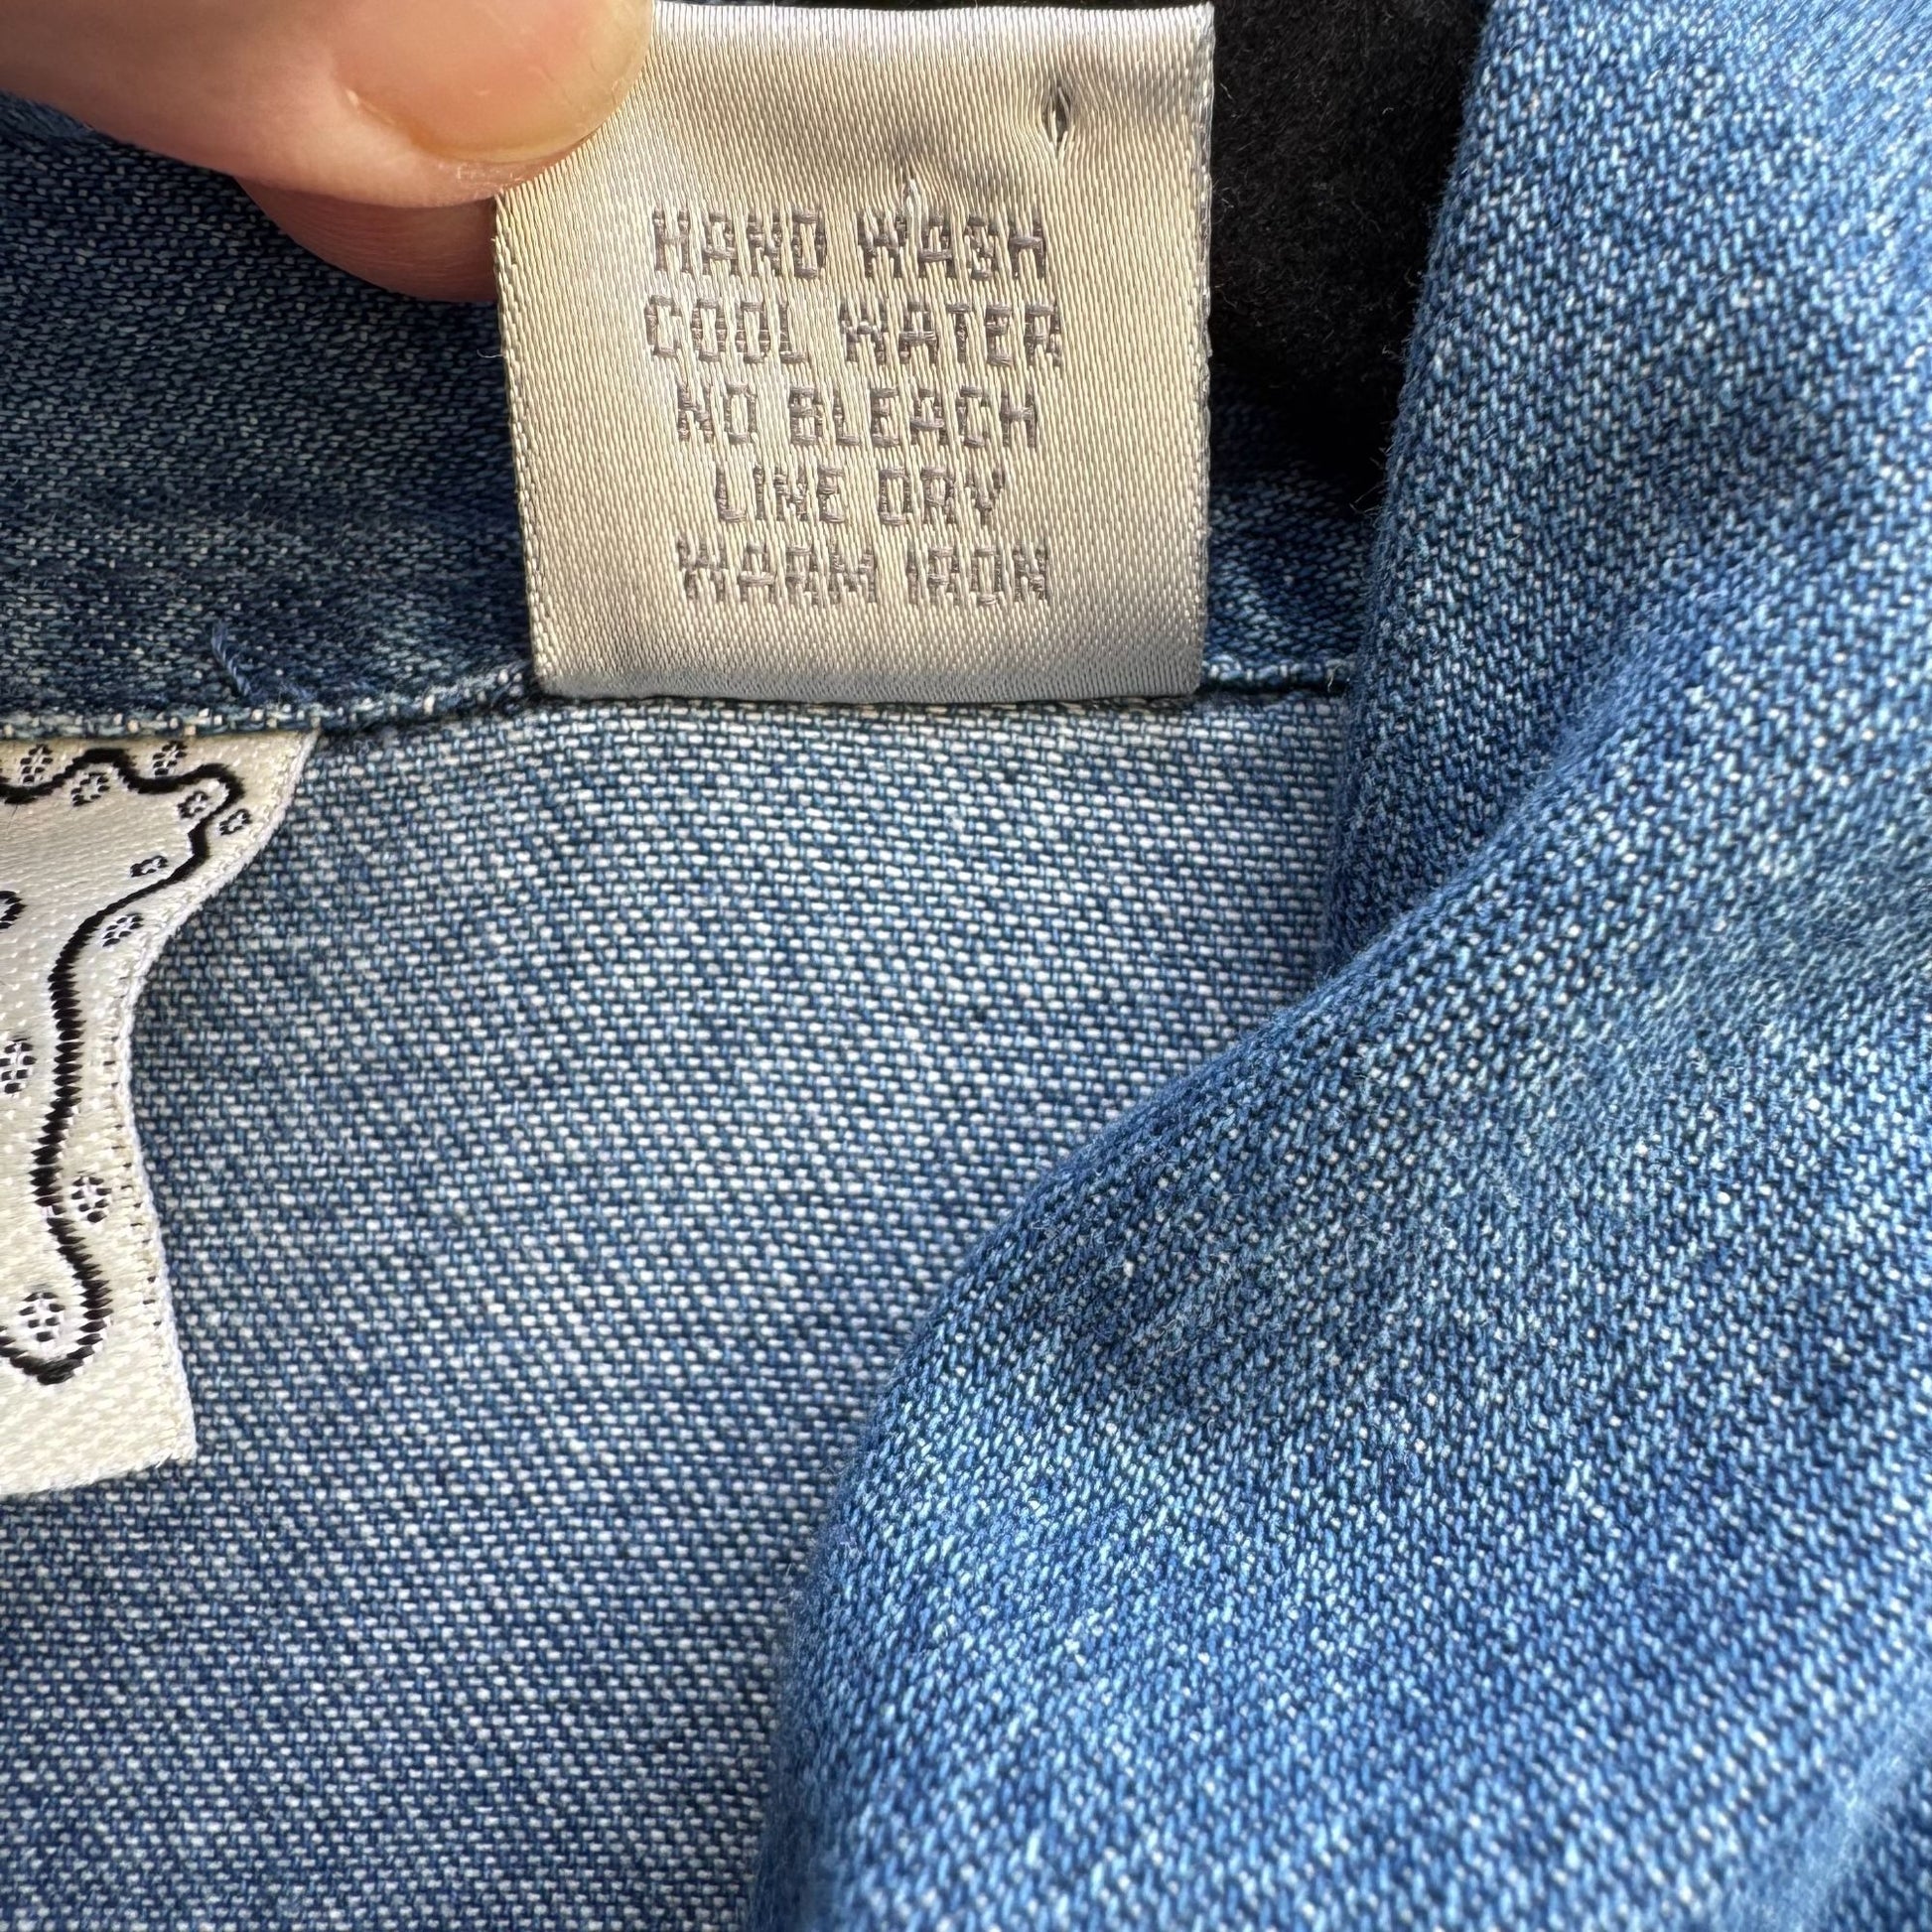 HAND WASH
COOL WATER
NO BLEACH
LINE DRY
WARM IRON